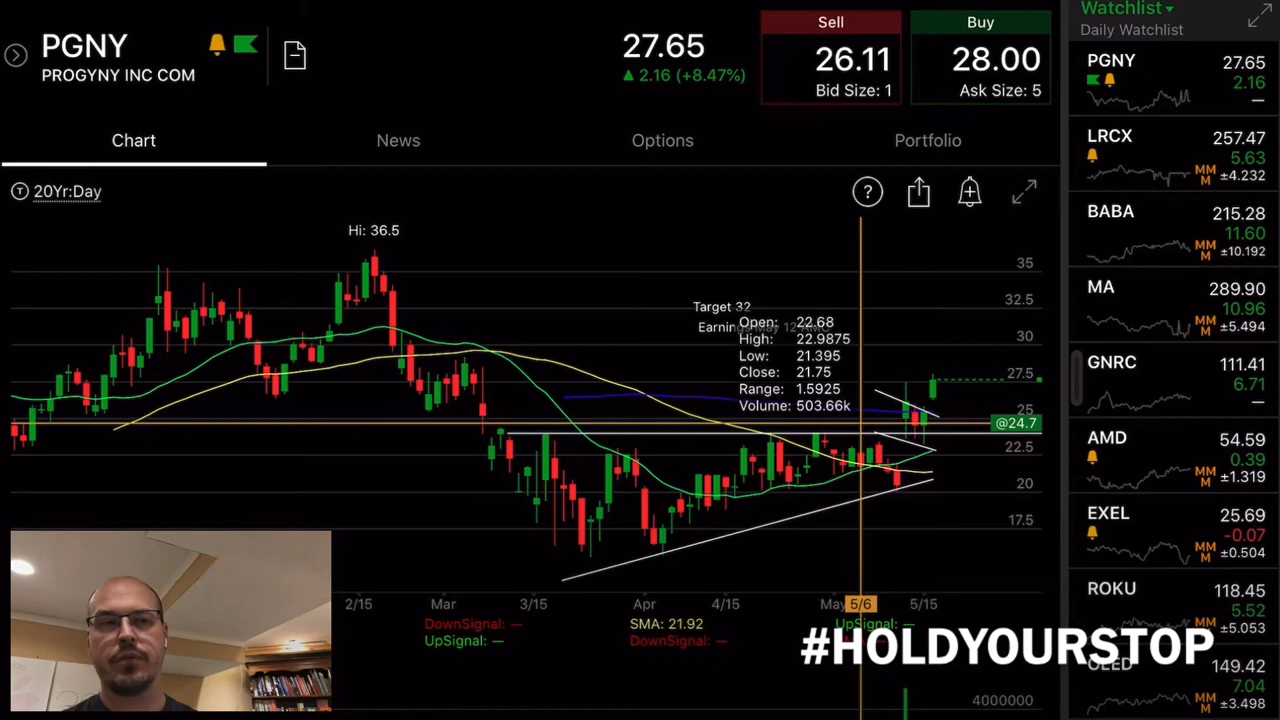 PGNY
PROGYNY INC COM
27.65
2.16 (+8.47%)
Sell
26.11
Bid Size: 1
Buy
28.00
Ask Size: 5
Chart
News
Options
Portfolio
20Yr:Day
?
Hi: 36.5
Target 32
Open: 22.68
High: 22.9875
Low: 21.395
Close: 21.75
Range: 1.5925
Volume: 503.66k
35
32.5
30
27.5
25
@24.7
22.5
20
17.5
2/15
Mar
3/15
Apr
4/15
May
5/6
5/15
DownSignal: —
UpSignal: —
SMA: 21.92
DownSignal: —
UpSignal: —
4000000
#HOLDYOURSTOP
Watchlist
Daily Watchlist
PGNY
27.65
2.16
—
LRCX
257.47
5.63
MMM
±4.232
BABA
215.28
11.60
MMM
±10.192
MA
289.90
10.96
MMM
±5.494
GNRC
111.41
6.71
—
AMD
54.59
0.39
MMM
±1.319
EXEL
25.69
-0.07
MMM
±0.504
ROKU
118.45
5.52
±5.053
OLED
149.42
7.04
MMM
±3.498